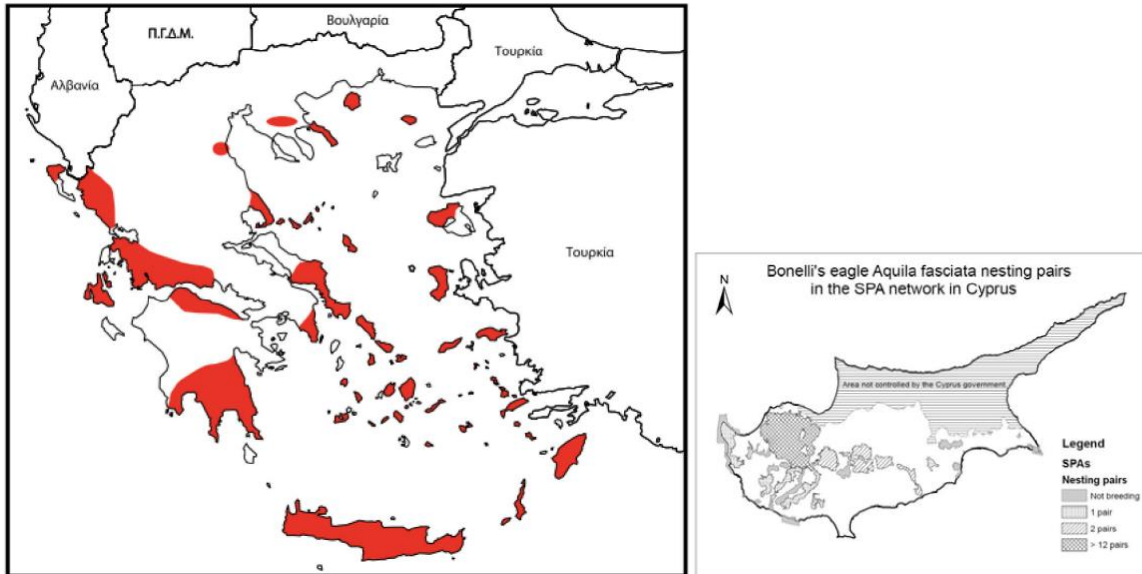 Βουλγαρία
Π.Γ.Δ.Μ.
Τουρκία
Αλβανία
Τουρκία
Bonelli's eagle Aquila fasciata nesting pairs
in the SPA network in Cyprus
N
Area not controlled by the Cyprus government
Legend
SPAs
Nesting pairs
Not breeding
1 pair
2 pairs
> 12 pairs